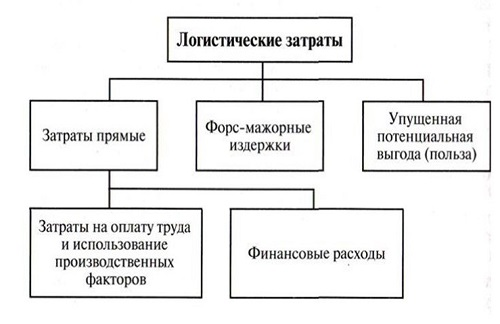 Логистические затраты
Затраты прямые
Форс-мажорные
издержки
Упущенная
потенциальная
выгода (польза)
Затраты на оплату труда
и использование
производственных
факторов
Финансовые расходы